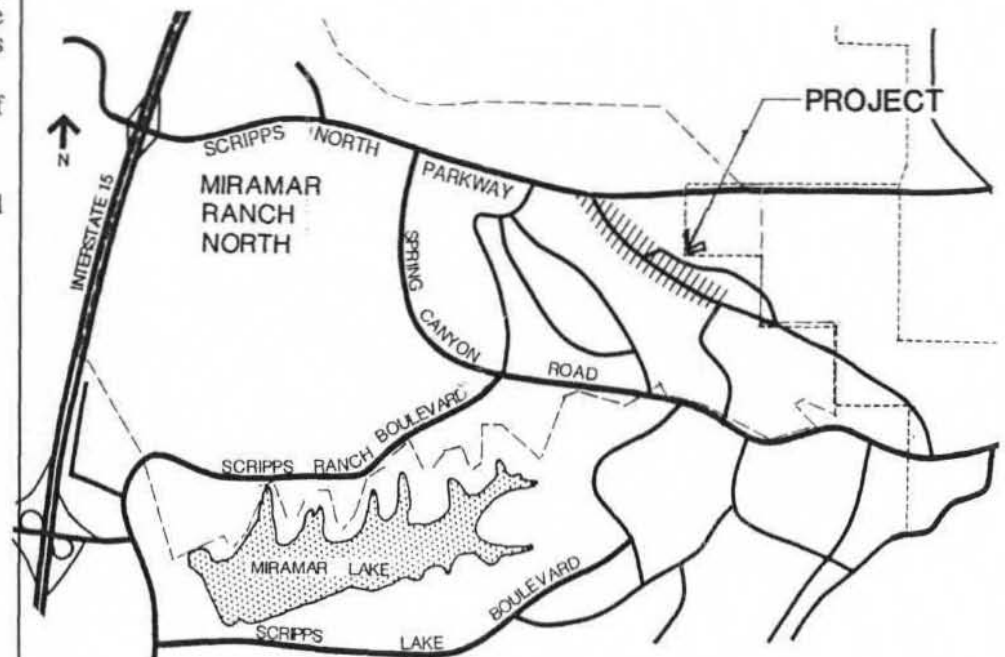 PROJECT
SCRIPPS NORTH PARKWAY
N
MIRAMAR
RANCH
NORTH
INTERSTATE 15
SPRING CANYON ROAD
SCRIPPS RANCH BOULEVARD
MIRAMAR LAKE
SCRIPPS LAKE BOULEVARD